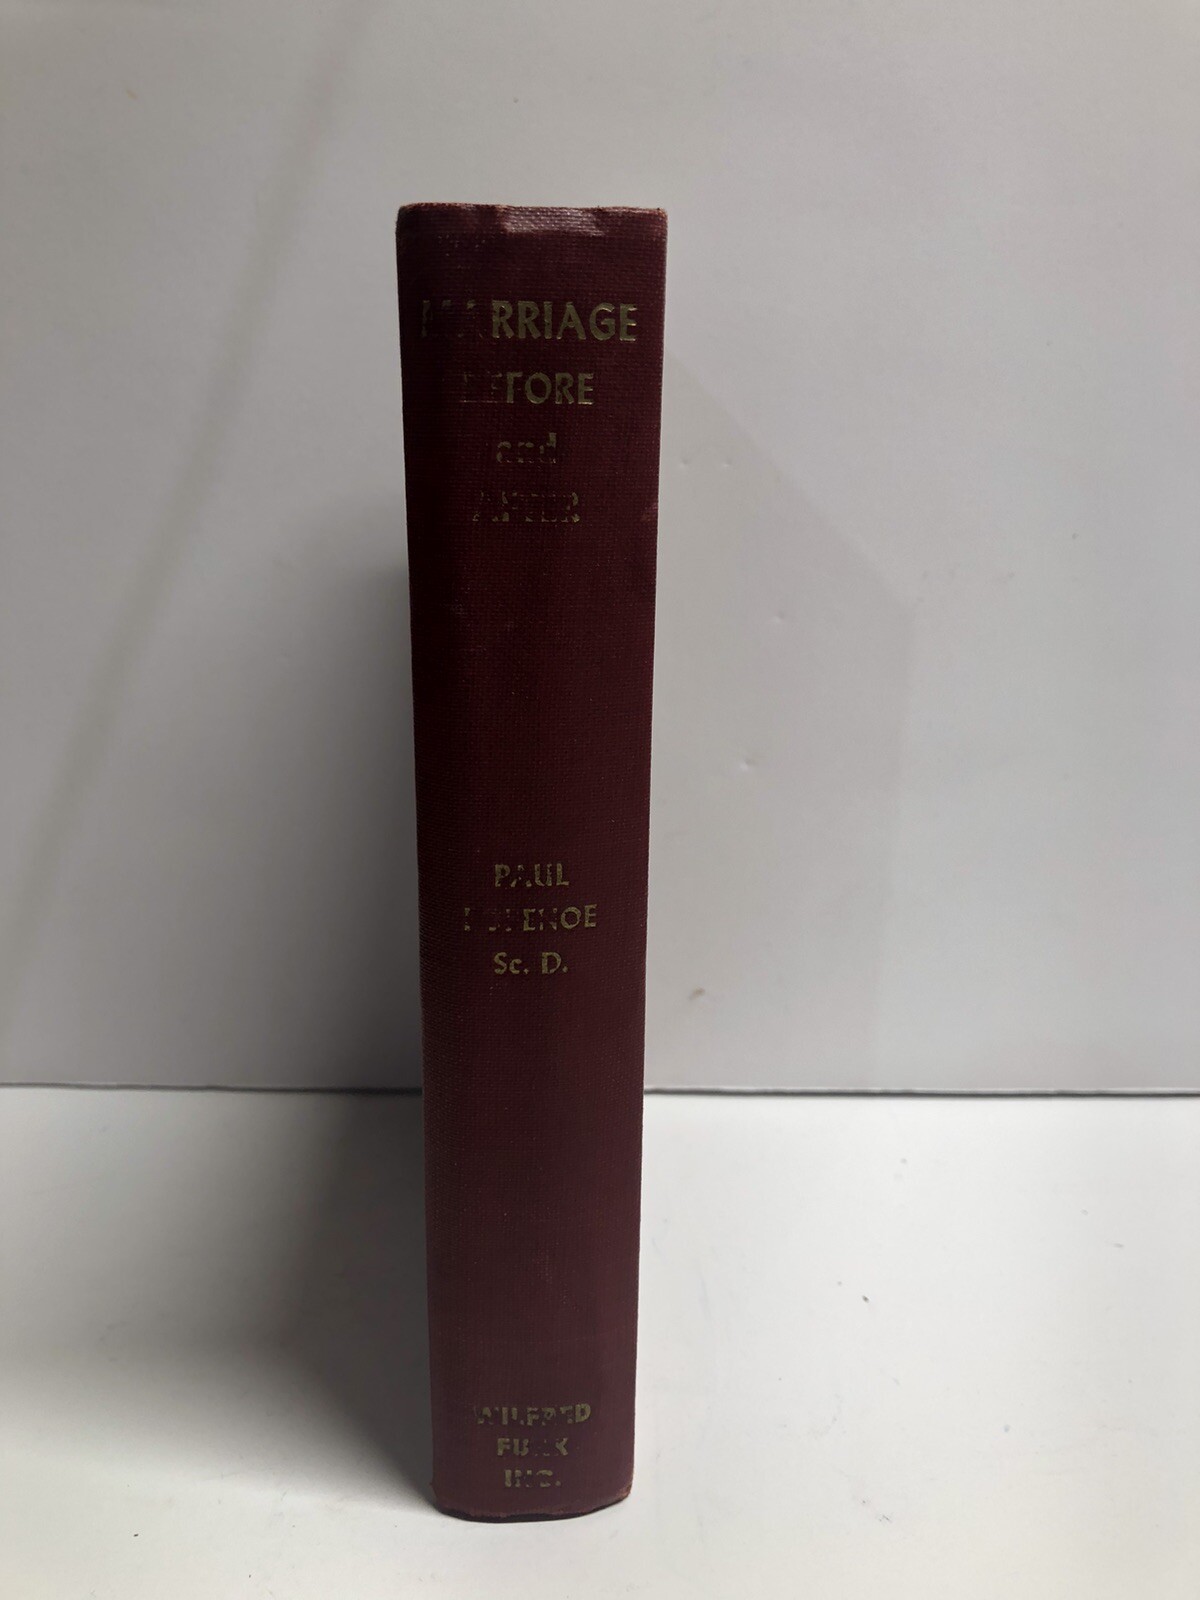 MARRIAGE
BEFORE
and
AFTER
PAUL
POPENOE
Sc. D.
WILFRED
FUNK
INC.